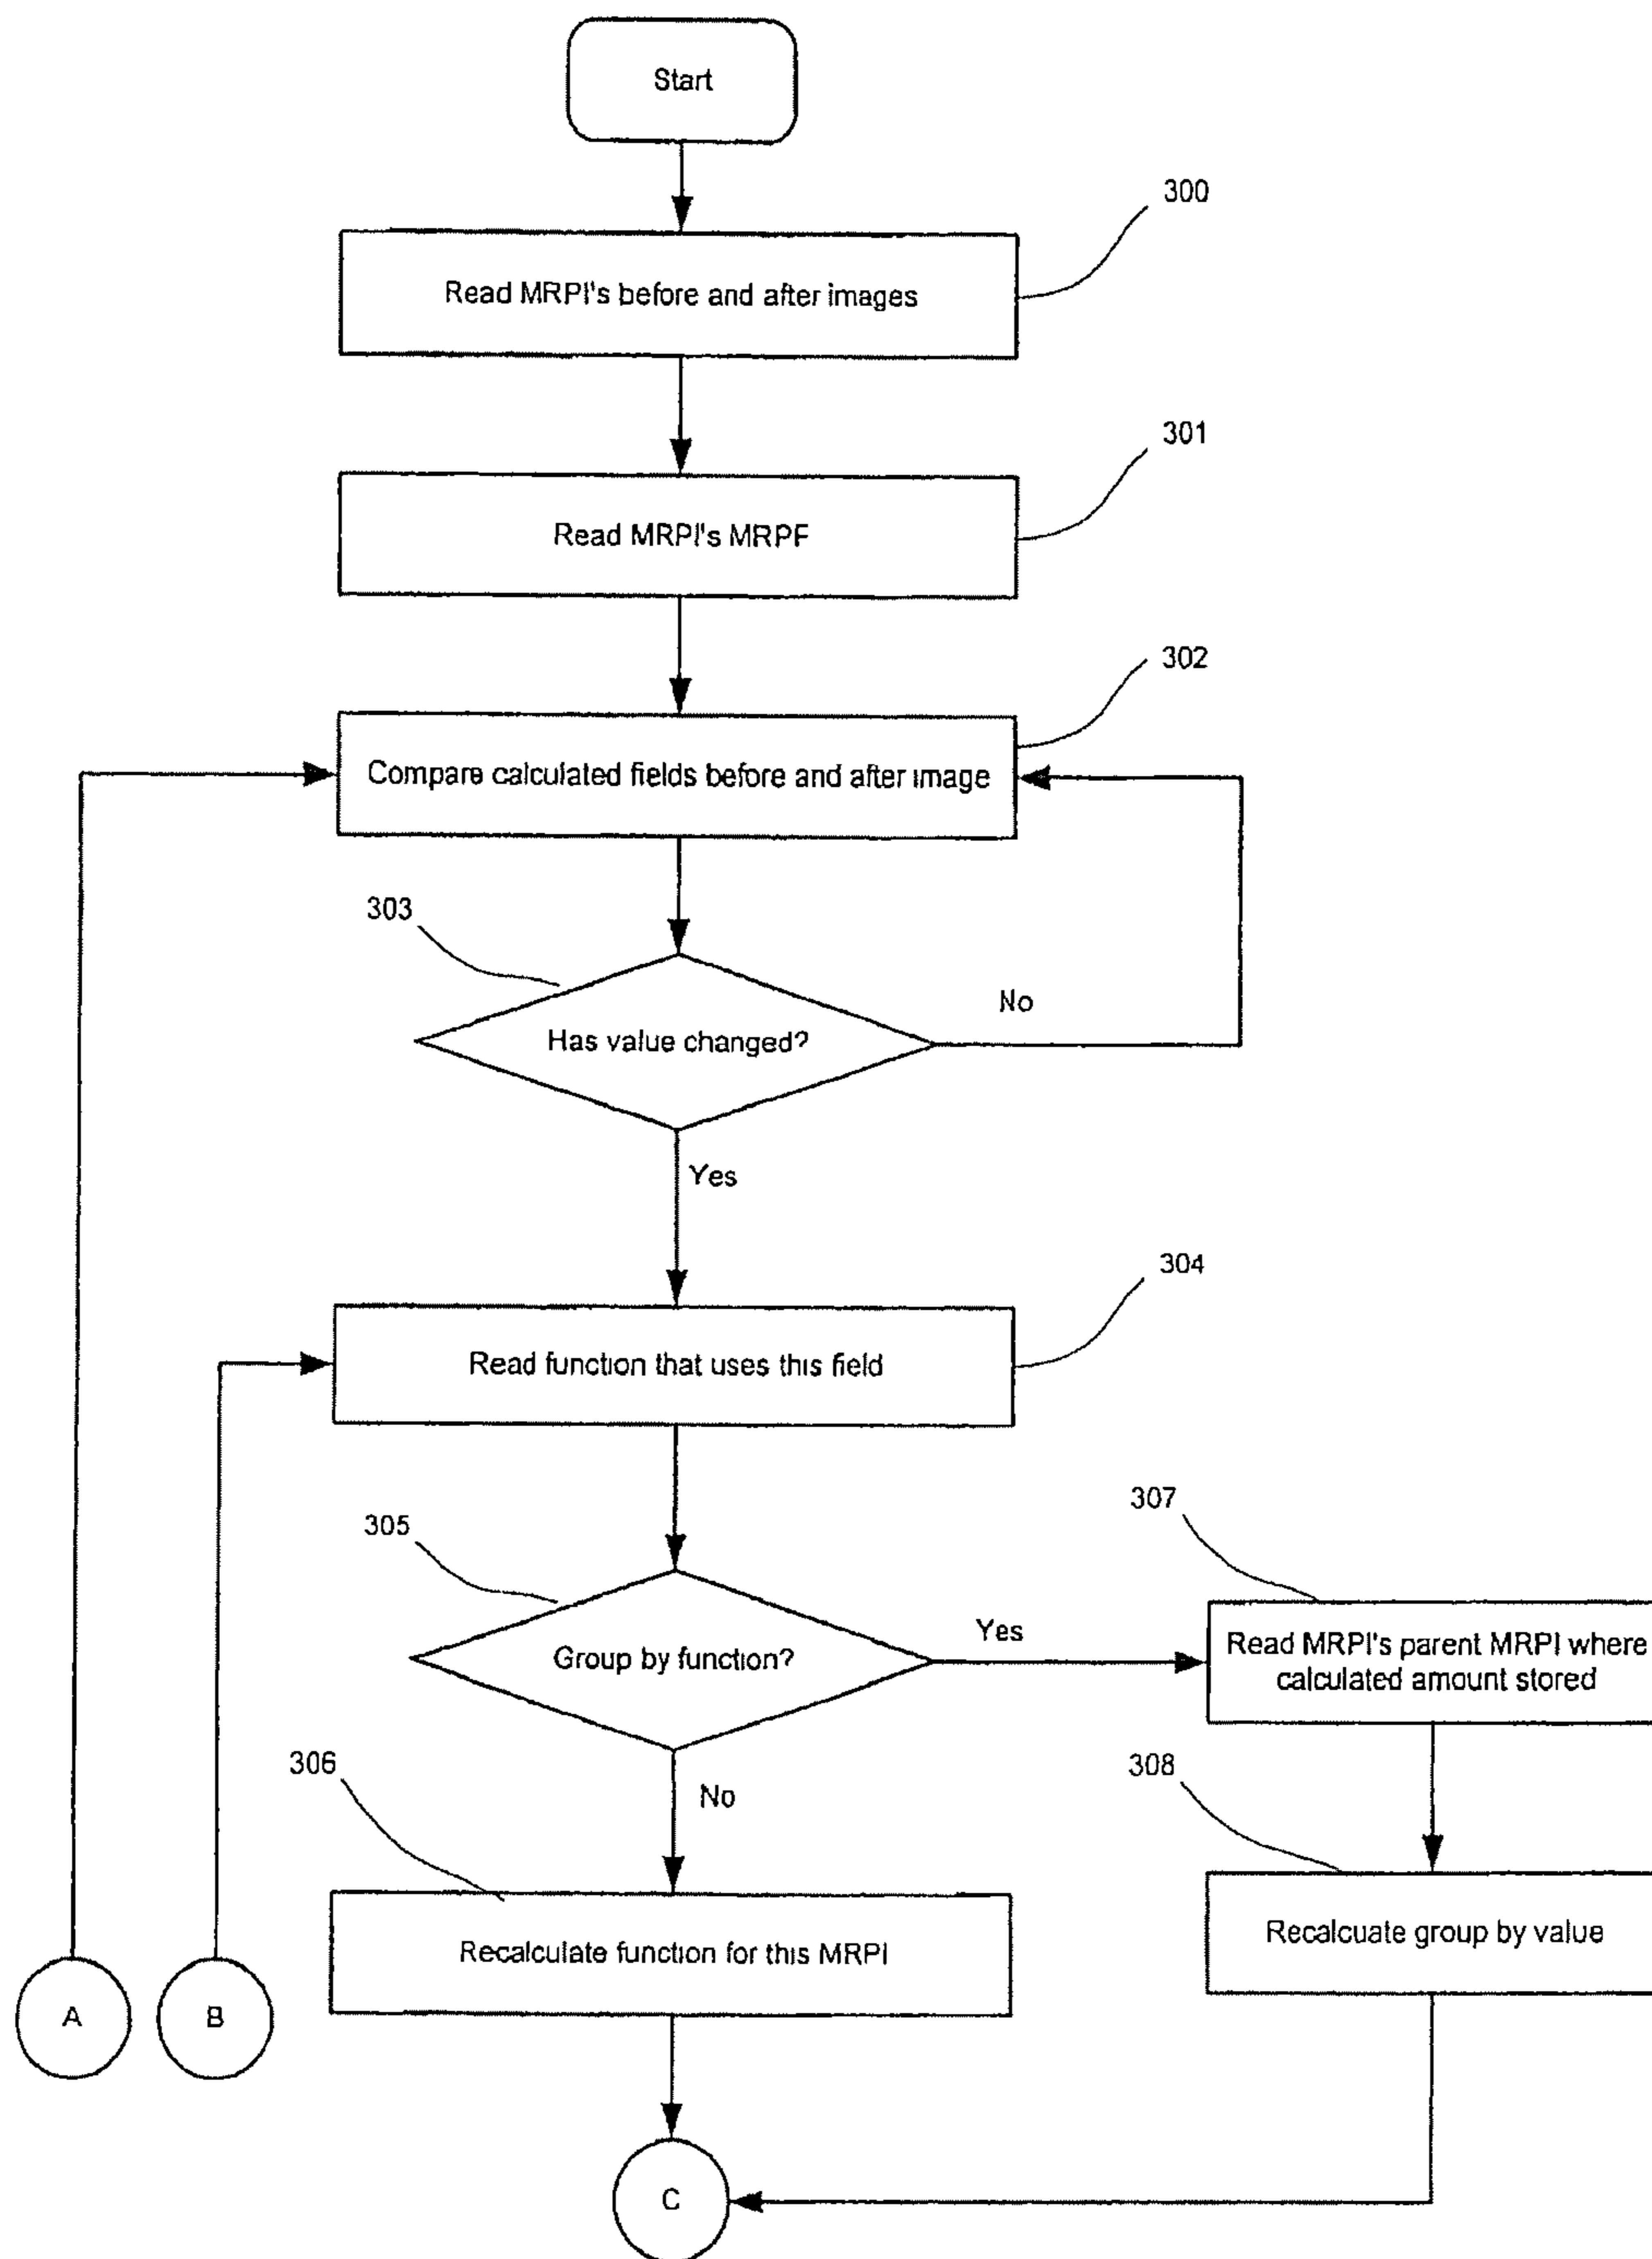 Start
300
Read MRPI's before and after images
301
Read MRPI's MRPF
302
Compare calculated fields before and after image
303
Has value changed?
No
Yes
304
Read function that uses this field
305
Group by function?
Yes
307
Read MRPI's parent MRPI where
calculated amount stored
306
No
308
Recalculate function for this MRPI
Recalcuate group by value
A
B
C